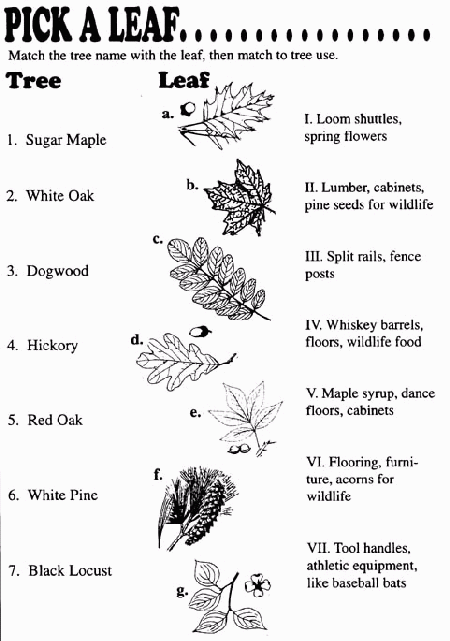 PICK A LEAF.................
Match the tree name with the leaf, then match to tree use.
Tree
Leaf
1. Sugar Maple
2. White Oak
3. Dogwood
4. Hickory
5. Red Oak
6. White Pine
7. Black Locust
a.
b.
c.
d.
e.
f.
g.
I. Loom shuttles,
spring flowers
II. Lumber, cabinets,
pine seeds for wildlife
III. Split rails, fence
posts
IV. Whiskey barrels,
floors, wildlife food
V. Maple syrup, dance
floors, cabinets
VI. Flooring, furni-
ture, acorns for
wildlife
VII. Tool handles,
athletic equipment,
like baseball bats